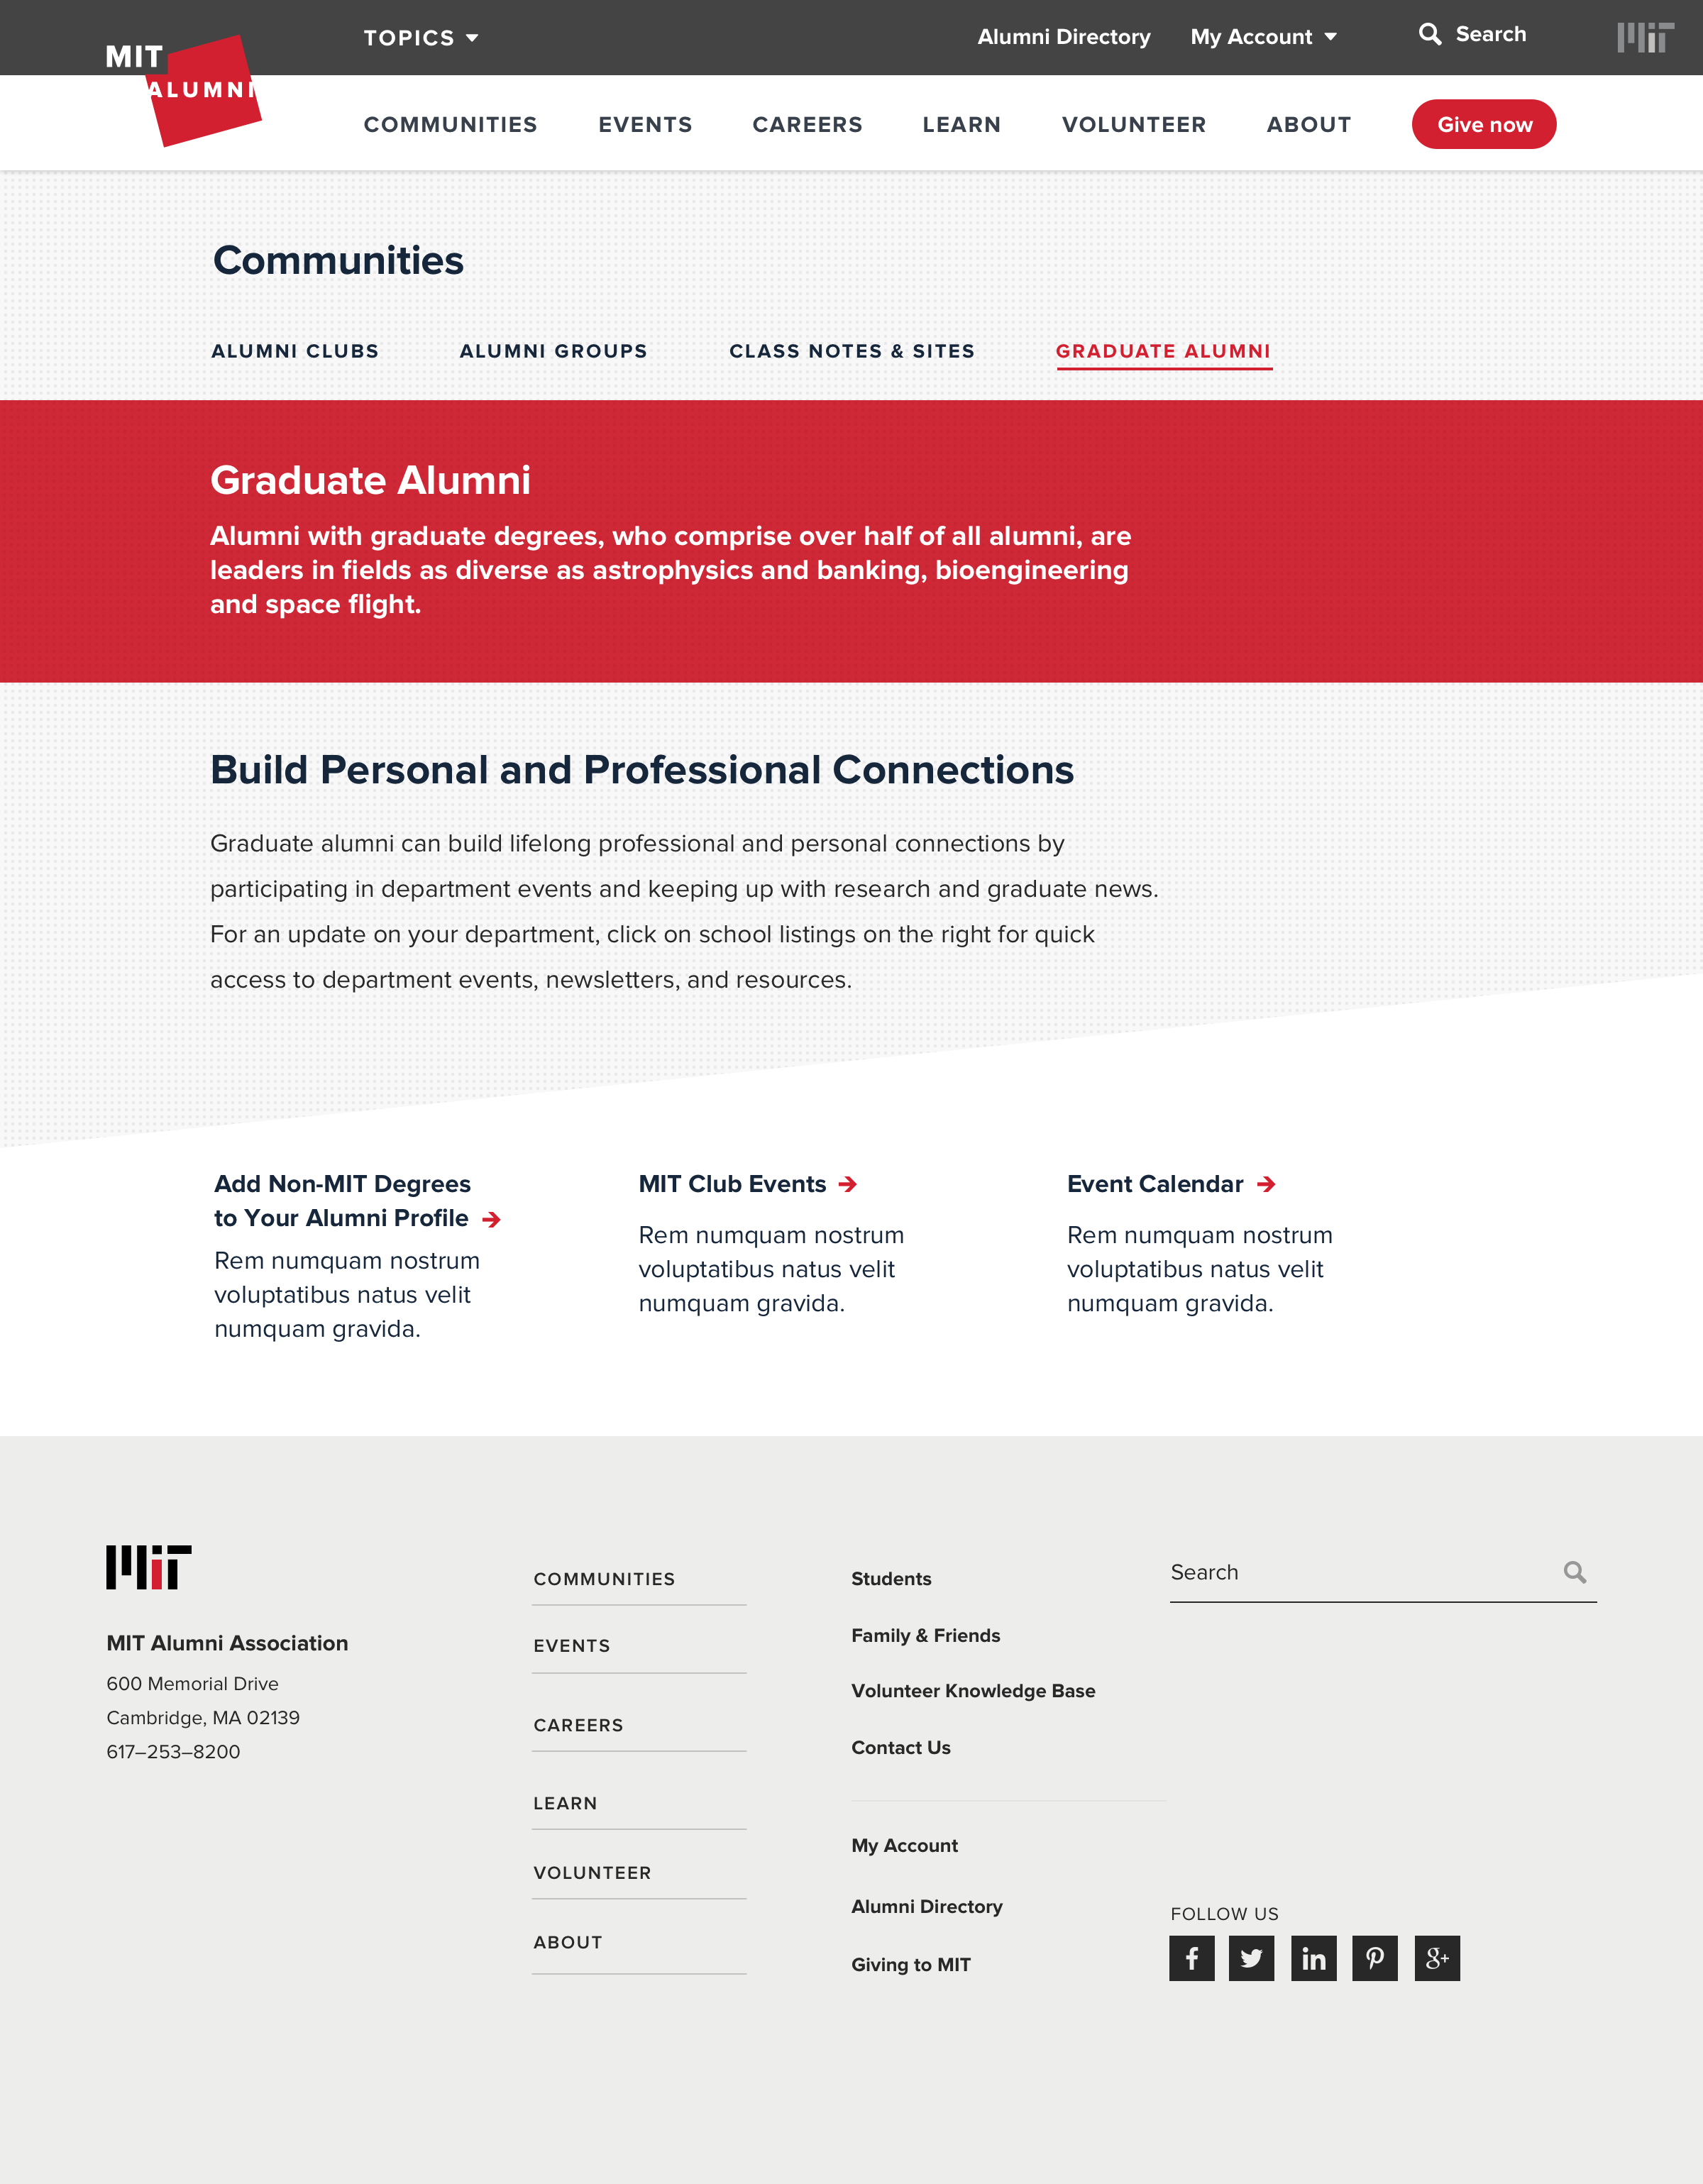 MIT
ALUMNI
TOPICS
Alumni Directory
My Account
Search
MIT
COMMUNITIES
EVENTS
CAREERS
LEARN
VOLUNTEER
ABOUT
Give now
Communities
ALUMNI CLUBS
ALUMNI GROUPS
CLASS NOTES & SITES
GRADUATE ALUMNI
Graduate Alumni
Alumni with graduate degrees, who comprise over half of all alumni, are
leaders in fields as diverse as astrophysics and banking, bioengineering
and space flight.
Build Personal and Professional Connections
Graduate alumni can build lifelong professional and personal connections by
participating in department events and keeping up with research and graduate news.
For an update on your department, click on school listings on the right for quick
access to department events, newsletters, and resources.
Add Non-MIT Degrees
to Your Alumni Profile
Rem numquam nostrum
voluptatibus natus velit
numquam gravida.
MIT Club Events
Rem numquam nostrum
voluptatibus natus velit
numquam gravida.
Event Calendar
Rem numquam nostrum
voluptatibus natus velit
numquam gravida.
MIT
MIT Alumni Association
600 Memorial Drive
Cambridge, MA 02139
617–253–8200
COMMUNITIES
EVENTS
CAREERS
LEARN
VOLUNTEER
ABOUT
Students
Family & Friends
Volunteer Knowledge Base
Contact Us
My Account
Alumni Directory
Giving to MIT
Search
FOLLOW US
f
in
g+